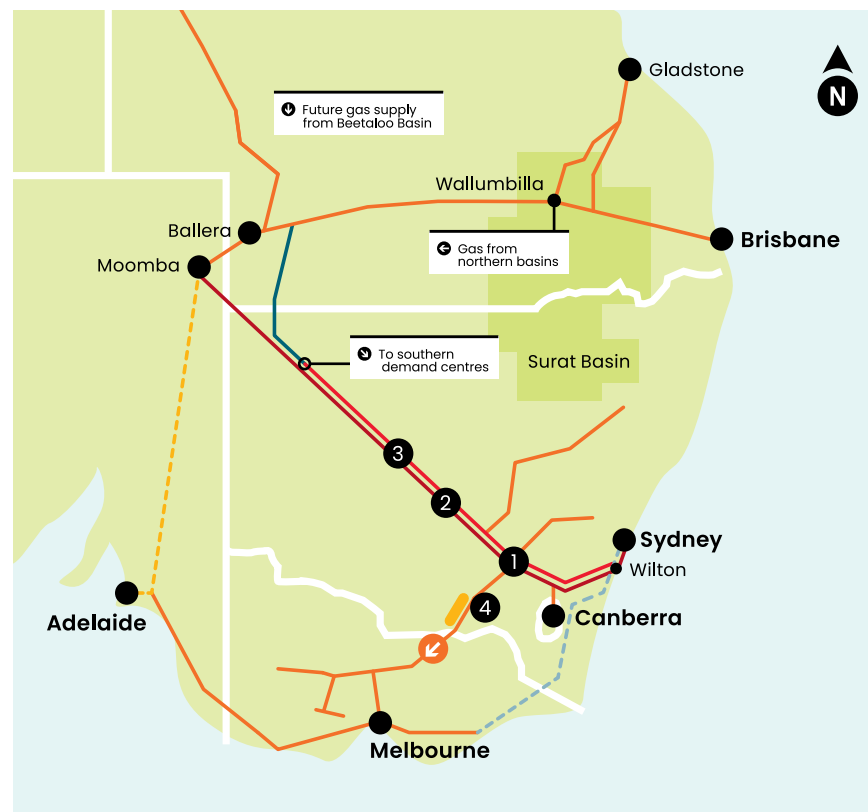 Gladstone
N
Future gas supply
from Beetaloo Basin
Wallumbilla
Ballera
Brisbane
Gas from
northern basins
Moomba
To southern
demand centres
Surat Basin
3
2
Sydney
1
Wilton
4
Canberra
Adelaide
Melbourne